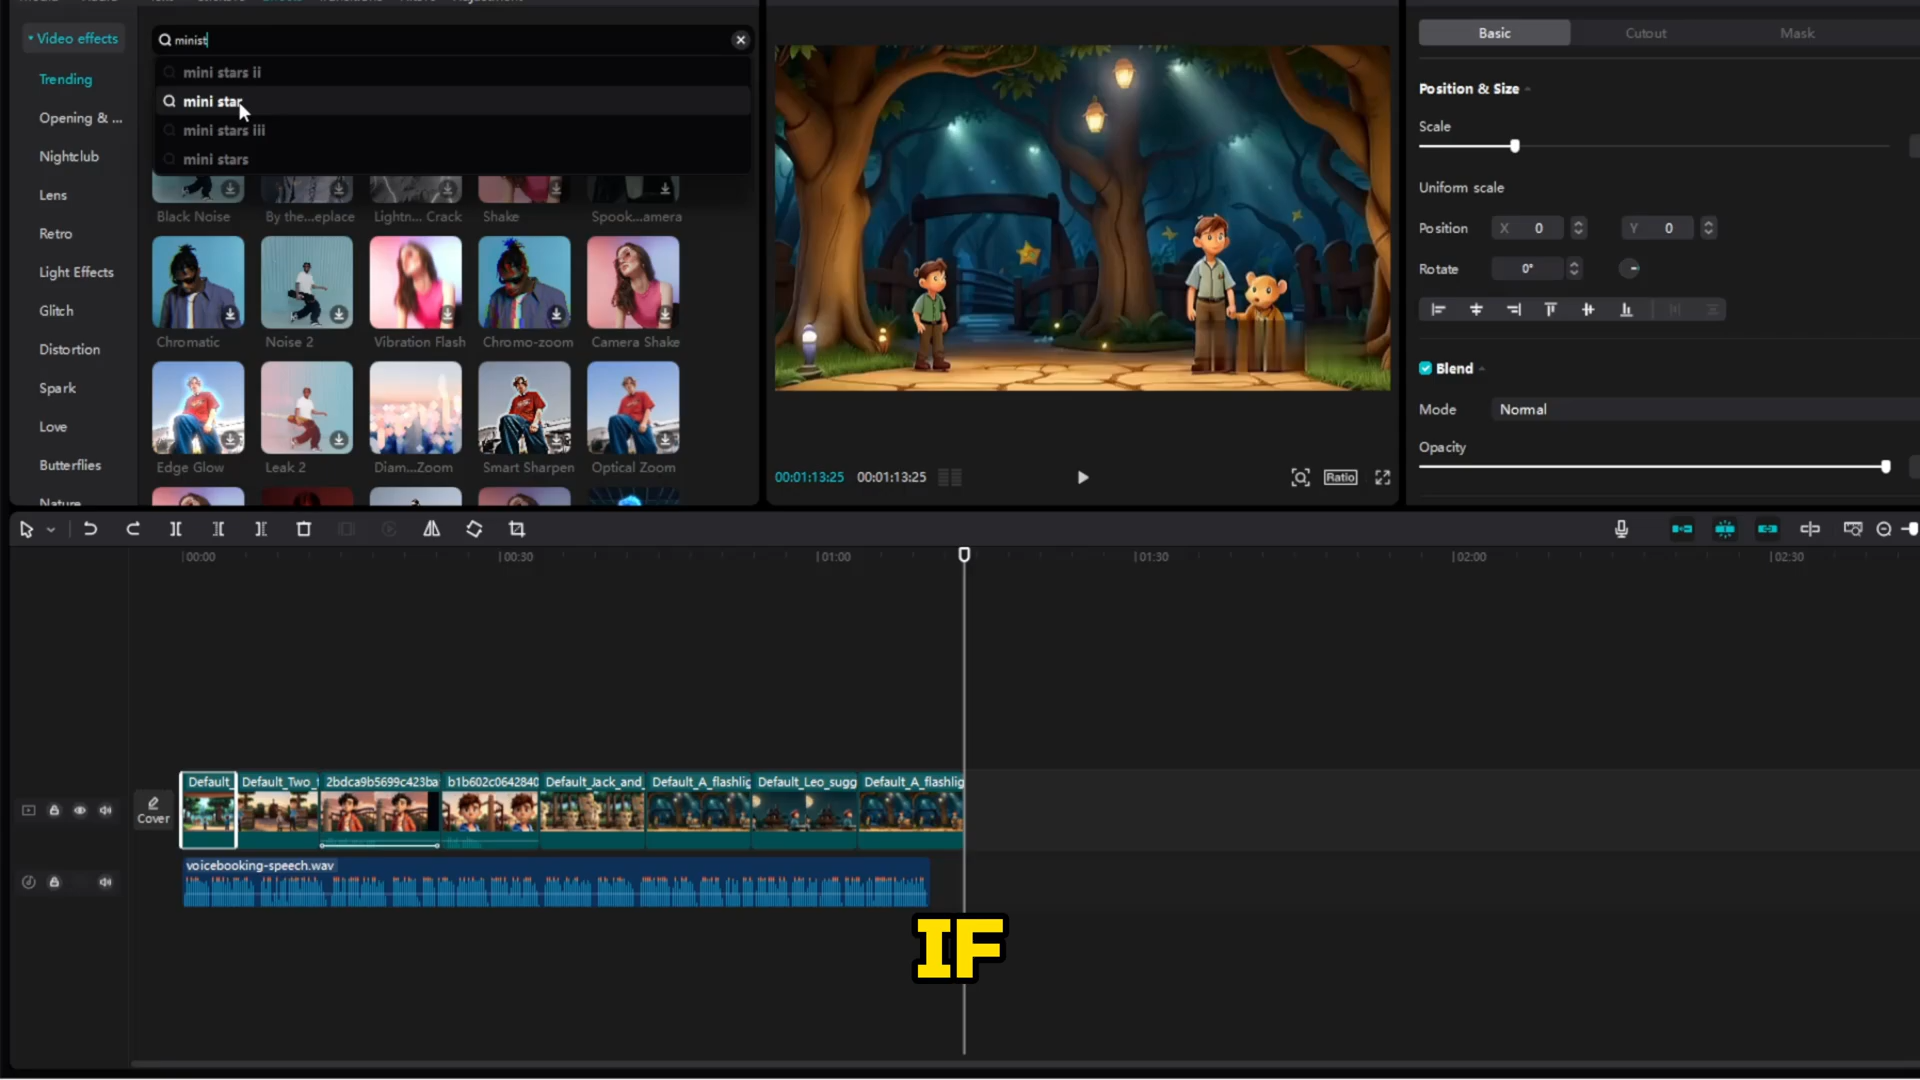 Video effects
minist
Basic
Cutout
Mask
Trending
mini stars ii
mini star
mini stars iii
mini stars
Position & Size
Opening & ...
Scale
Nightclub
Uniform scale
Lens
Black Noise
By the...eplace
Lightn... Crack
Shake
Spook...amera
Position
X 0
Y 0
Retro
Rotate
0°
Light Effects
Glitch
Chromatic
Noise 2
Vibration Flash
Chromo-zoom
Camera Shake
Distortion
Blend
Spark
Mode
Normal
Love
Opacity
Butterflies
Edge Glow
Leak 2
Diam...Zoom
Smart Sharpen
Optical Zoom
00:01:13:25
00:01:13:25
Ratio
Nature
00:00
00:30
01:00
01:30
02:00
02:30
Default_
Default_Two_t
2bdca9b5699c423ba
b1b602c0642840
Default_Jack_and_
Default_A_flashlig
Default_Leo_sugg
Default_A_flashlig
Cover
voicebooking-speech.wav
IF